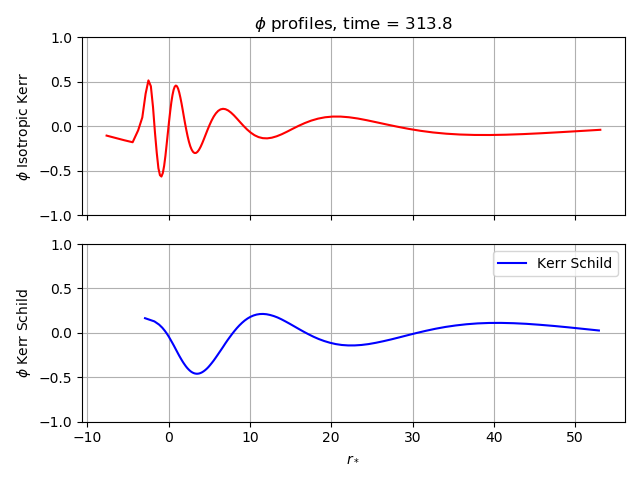 ϕ profiles, time = 313.8
1.0
0.5
0.0
−0.5
−1.0
ϕ Isotropic Kerr
1.0
0.5
0.0
−0.5
−1.0
ϕ Kerr Schild
Kerr Schild
−10 0 10 20 30 40 50
r*